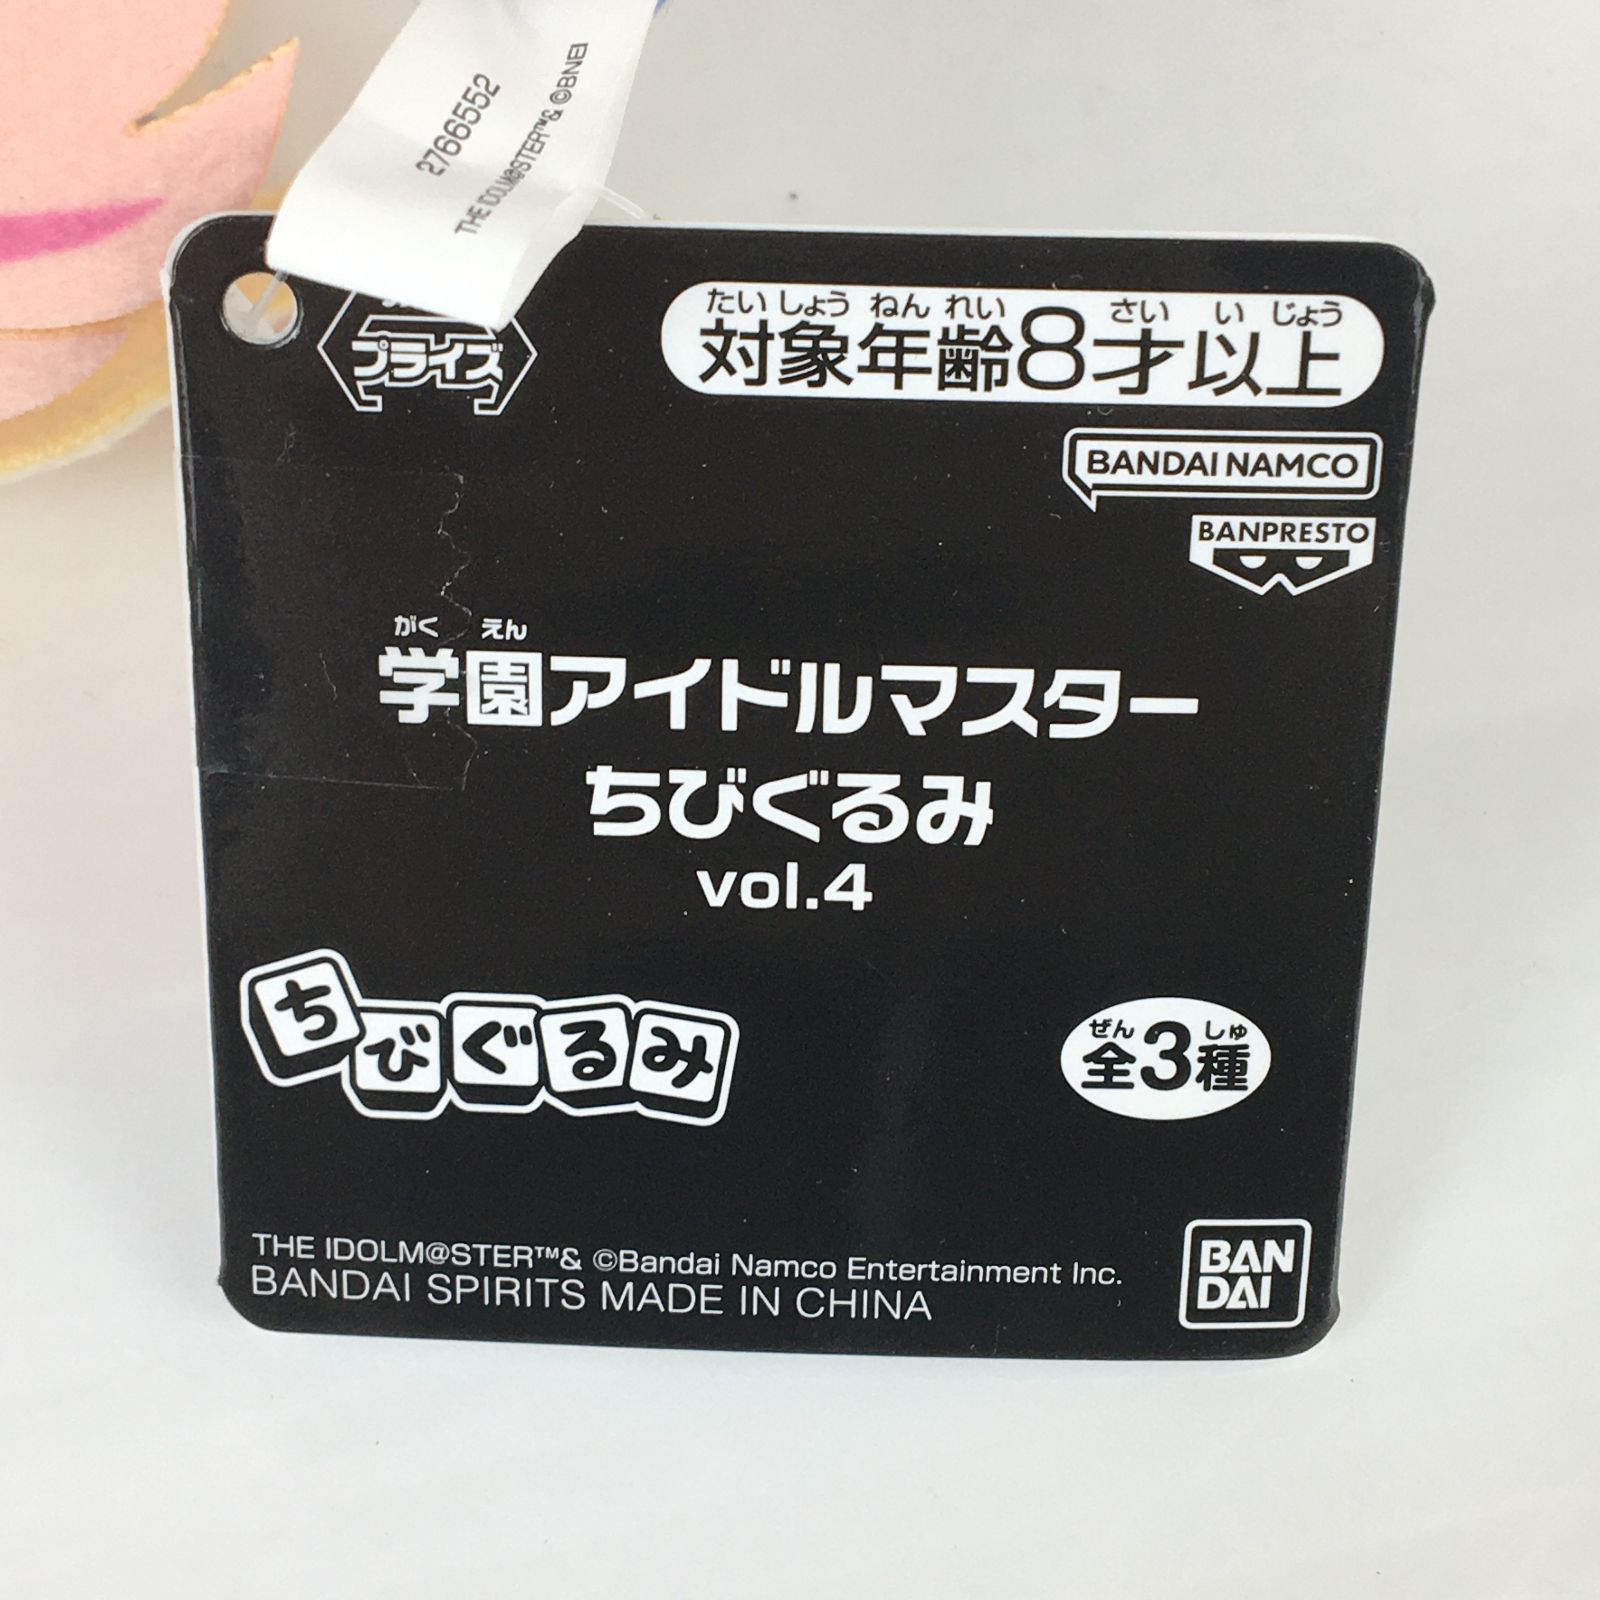 2766552
THE IDOLM@STER™& ©BNEI
プライズ
たいしょうねんれい さい い じょう
対象年齢8才以上
BANDAI NAMCO
BANPRESTO
がく えん
学園アイドルマスター
ちびぐるみ
vol.4
ちびぐるみ
ぜん しゅ
全3種
THE IDOLM@STER™& ©Bandai Namco Entertainment Inc.
BANDAI SPIRITS MADE IN CHINA
BAN
DAI